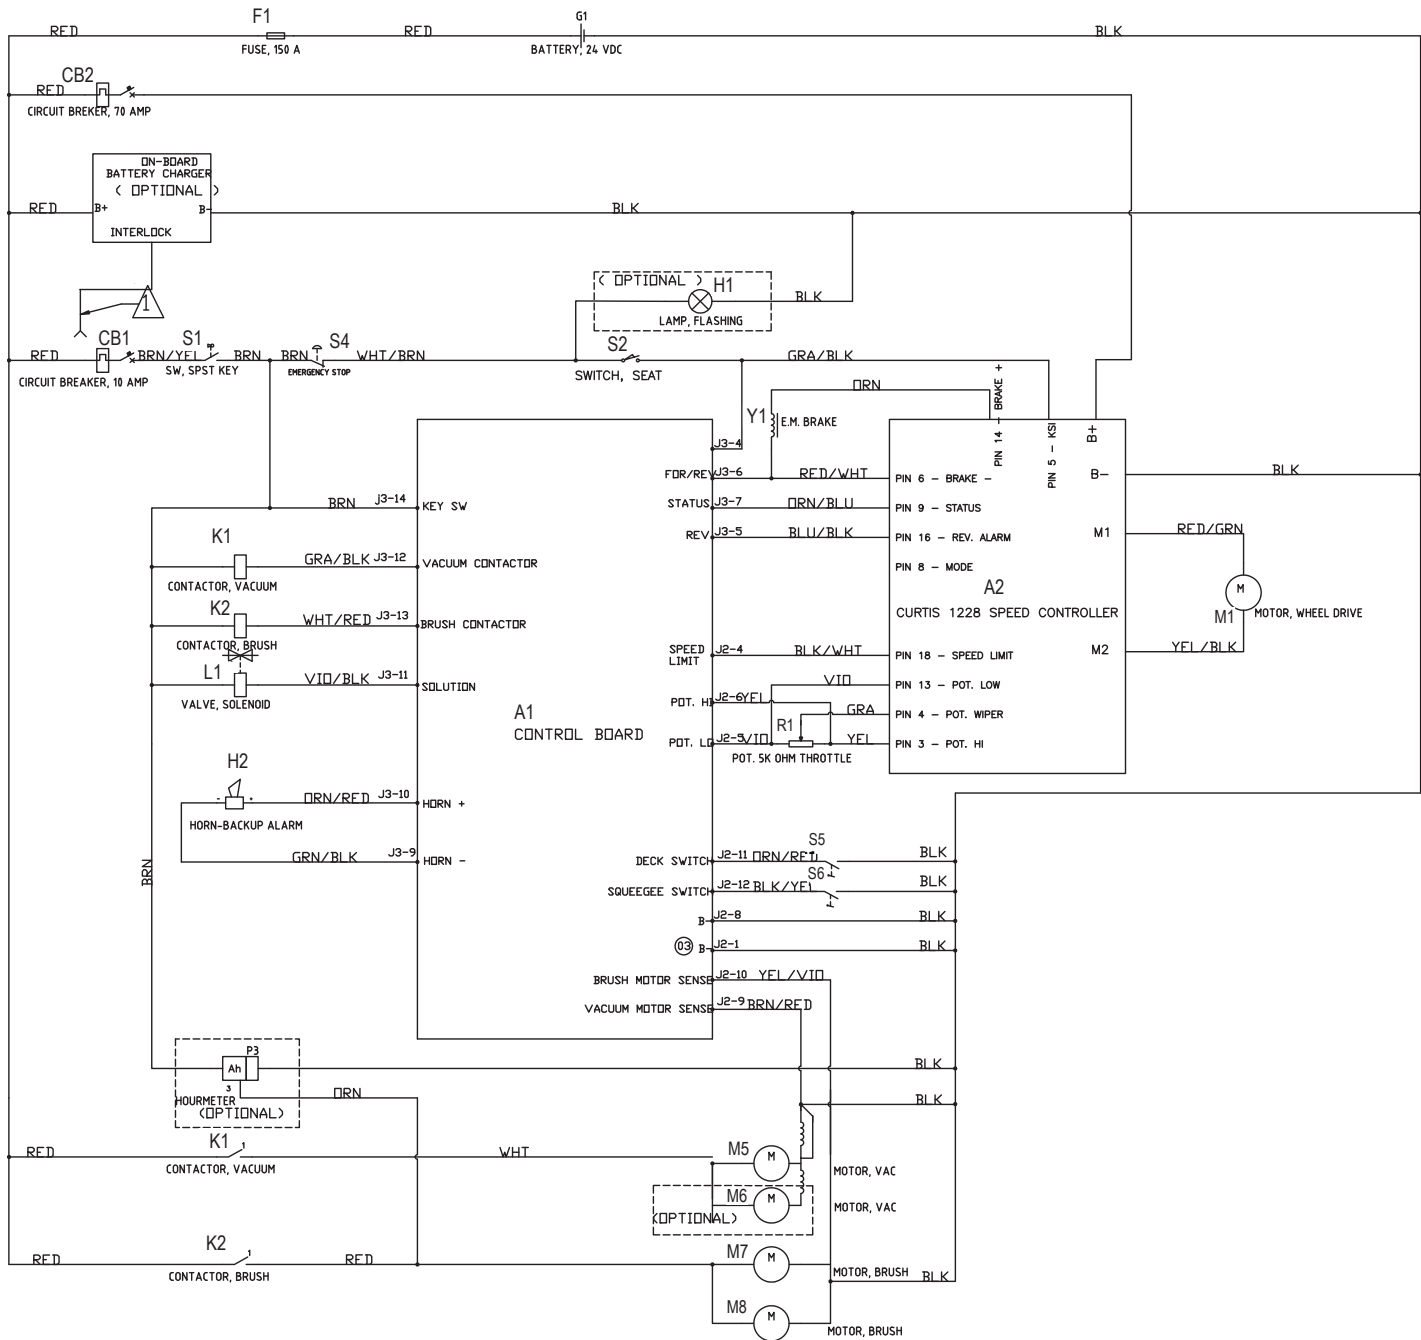 F1
G1
RED
RED
BLK
FUSE, 150 A
BATTERY, 24 VDC
CB2
RED
CIRCUIT BREKER, 70 AMP
ON-BOARD
BATTERY CHARGER
( OPTIONAL )
RED
B+
B-
BLK
INTERLOCK
1
( OPTIONAL )
H1
BLK
LAMP, FLASHING
CB1
S1
S4
S2
RED
BRN/YEL
BRN
BRN
WHT/BRN
GRA/BLK
CIRCUIT BREAKER, 10 AMP
SW, SPST KEY
EMERGENCY STOP
SWITCH, SEAT
ORN
PIN 14 - BRAKE +
PIN 5 - KSI
B+
Y1
E.M. BRAKE
J3-4
FOR/REV
J3-6
RED/WHT
PIN 6 - BRAKE -
B-
BLK
BRN
J3-14
KEY SW
STATUS
J3-7
ORN/BLU
PIN 9 - STATUS
REV
J3-5
BLU/BLK
PIN 16 - REV. ALARM
M1
RED/GRN
K1
GRA/BLK
J3-12
VACUUM CONTACTOR
PIN 8 - MODE
CONTACTOR, VACUUM
A2
M
CURTIS 1228 SPEED CONTROLLER
M1
MOTOR, WHEEL DRIVE
K2
WHT/RED
J3-13
BRUSH CONTACTOR
CONTACTOR, BRUSH
SPEED
LIMIT
J2-4
BLK/WHT
PIN 18 - SPEED LIMIT
M2
YEL/BLK
L1
VIO/BLK
J3-11
SOLUTION
VIO
PIN 13 - POT. LOW
VALVE, SOLENOID
POT. HI
J2-6
YEL
GRA
PIN 4 - POT. WIPER
A1
CONTROL BOARD
R1
POT. LO
J2-5
VIO
YEL
PIN 3 - POT. HI
POT. 5K OHM THROTTLE
H2
- +
ORN/RED
J3-10
HORN +
HORN-BACKUP ALARM
GRN/BLK
J3-9
HORN -
BRN
S5
DECK SWITCH
J2-11
ORN/RED
BLK
S6
SQUEEGEE SWITCH
J2-12
BLK/YEL
BLK
B-
J2-8
BLK
03
B-
J2-1
BLK
BRUSH MOTOR SENSE
J2-10
YEL/VIO
VACUUM MOTOR SENSE
J2-9
BRN/RED
P3
Ah
BLK
3
HOURMETER
ORN
(OPTIONAL)
BLK
K1
1
RED
WHT
CONTACTOR, VACUUM
M5
M
MOTOR, VAC
M6
M
MOTOR, VAC
(OPTIONAL)
K2
1
RED
RED
CONTACTOR, BRUSH
M7
M
MOTOR, BRUSH
BLK
M8
M
MOTOR, BRUSH